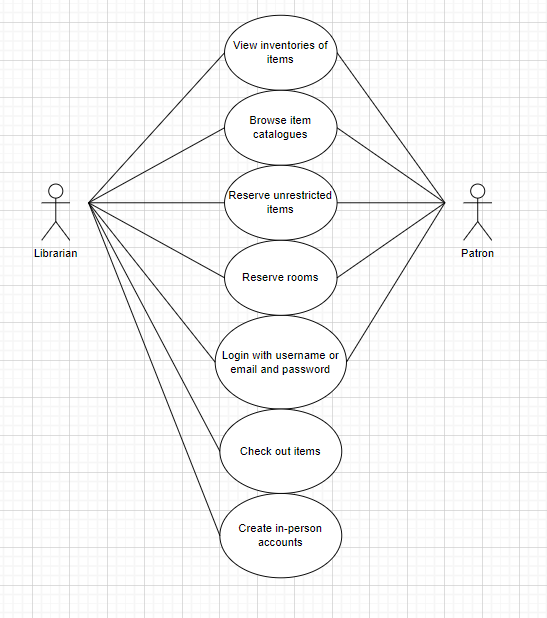 View inventories of
items
Browse item
catalogues
Reserve unrestricted
items
Librarian
Patron
Reserve rooms
Login with username or
email and password
Check out items
Create in-person
accounts